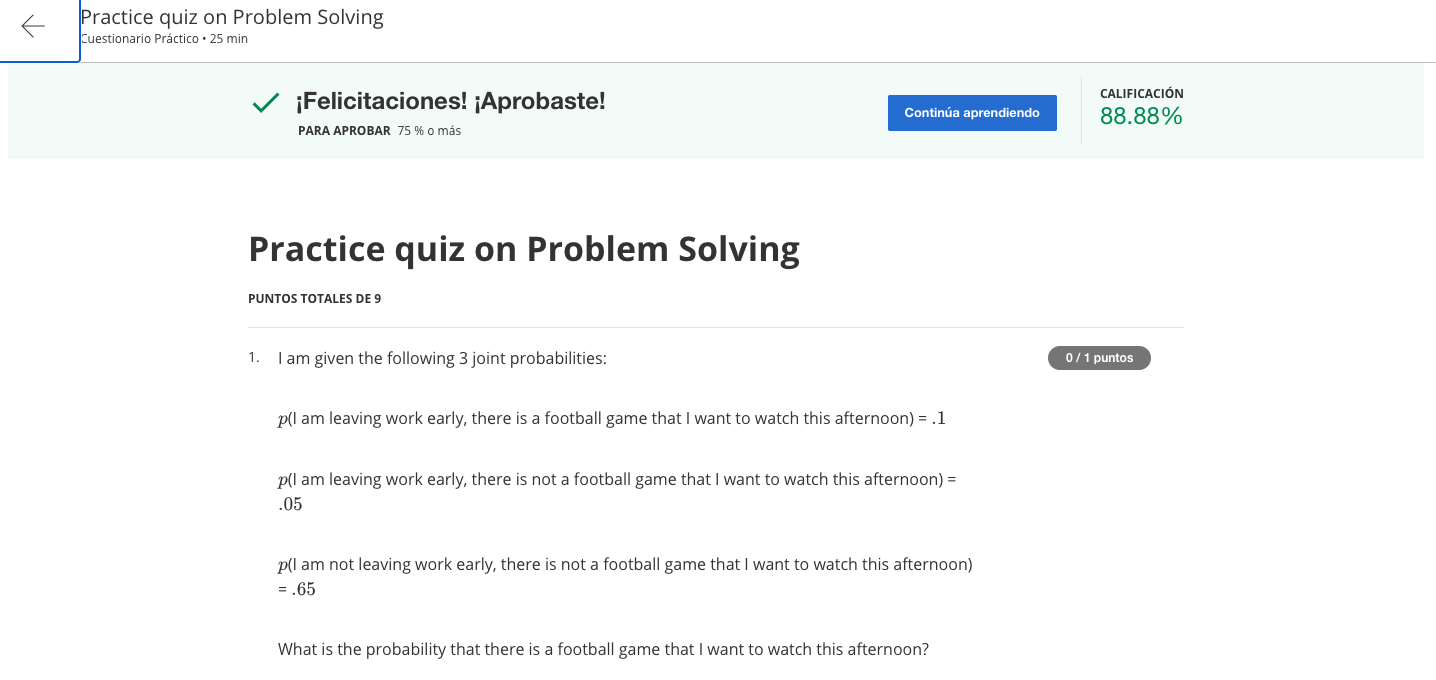 Practice quiz on Problem Solving
Cuestionario Práctico • 25 min
¡Felicitaciones! ¡Aprobaste!
PARA APROBAR 75 % o más
Continúa aprendiendo
CALIFICACIÓN
88.88%
Practice quiz on Problem Solving
PUNTOS TOTALES DE 9
1. I am given the following 3 joint probabilities:
0 / 1 puntos
p(I am leaving work early, there is a football game that I want to watch this afternoon) = .1
p(I am leaving work early, there is not a football game that I want to watch this afternoon) =
.05
p(I am not leaving work early, there is not a football game that I want to watch this afternoon)
= .65
What is the probability that there is a football game that I want to watch this afternoon?